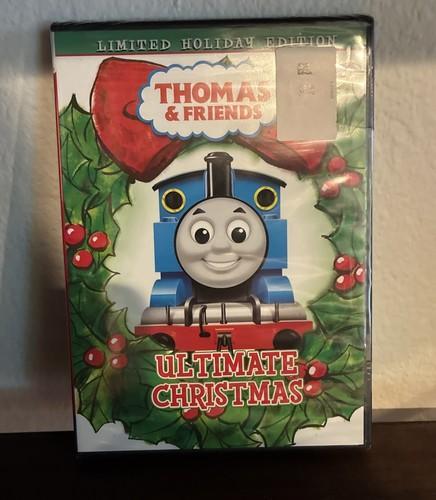 LIMITED HOLIDAY EDITION
THOMAS
& FRIENDS
ULTIMATE
CHRISTMAS